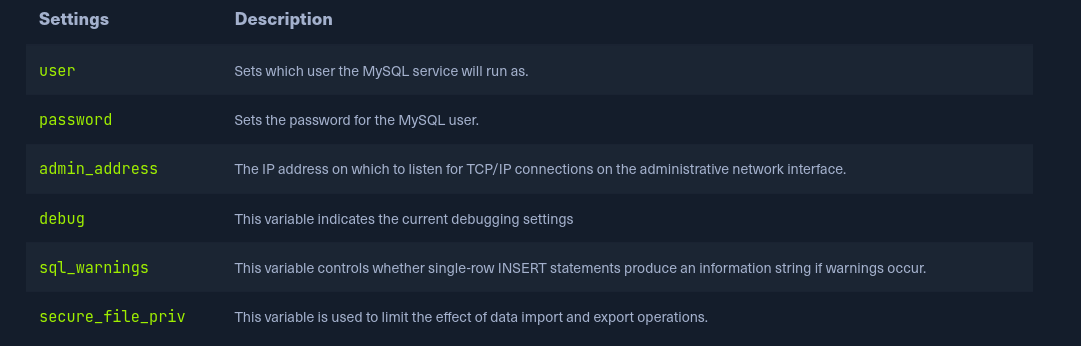 Settings Description
user Sets which user the MySQL service will run as.
password Sets the password for the MySQL user.
admin_address The IP address on which to listen for TCP/IP connections on the administrative network interface.
debug This variable indicates the current debugging settings
sql_warnings This variable controls whether single-row INSERT statements produce an information string if warnings occur.
secure_file_priv This variable is used to limit the effect of data import and export operations.